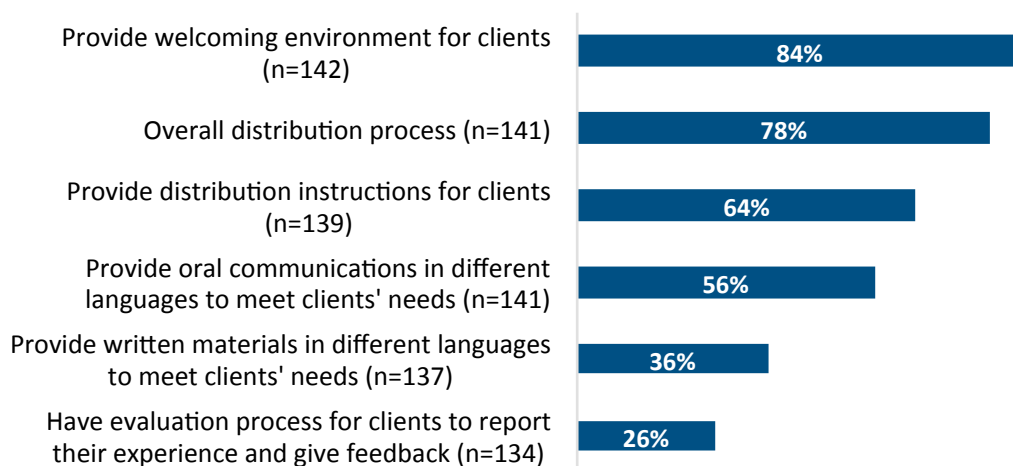 Provide welcoming environment for clients
(n=142)
84%
Overall distribution process (n=141)
78%
Provide distribution instructions for clients
(n=139)
64%
Provide oral communications in different
languages to meet clients' needs (n=141)
56%
Provide written materials in different languages
to meet clients' needs (n=137)
36%
Have evaluation process for clients to report
their experience and give feedback (n=134)
26%